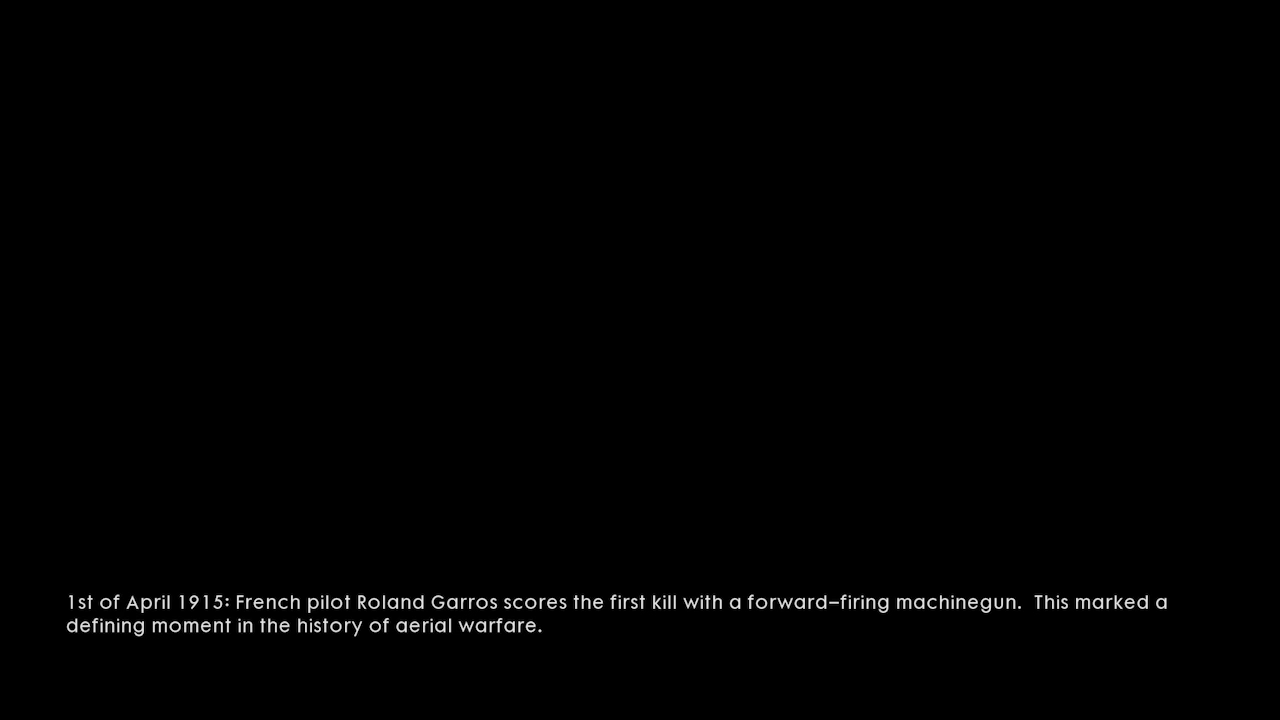 1st of April 1915: French pilot Roland Garros scores the first kill with a forward–firing machinegun.  This marked a
defining moment in the history of aerial warfare.